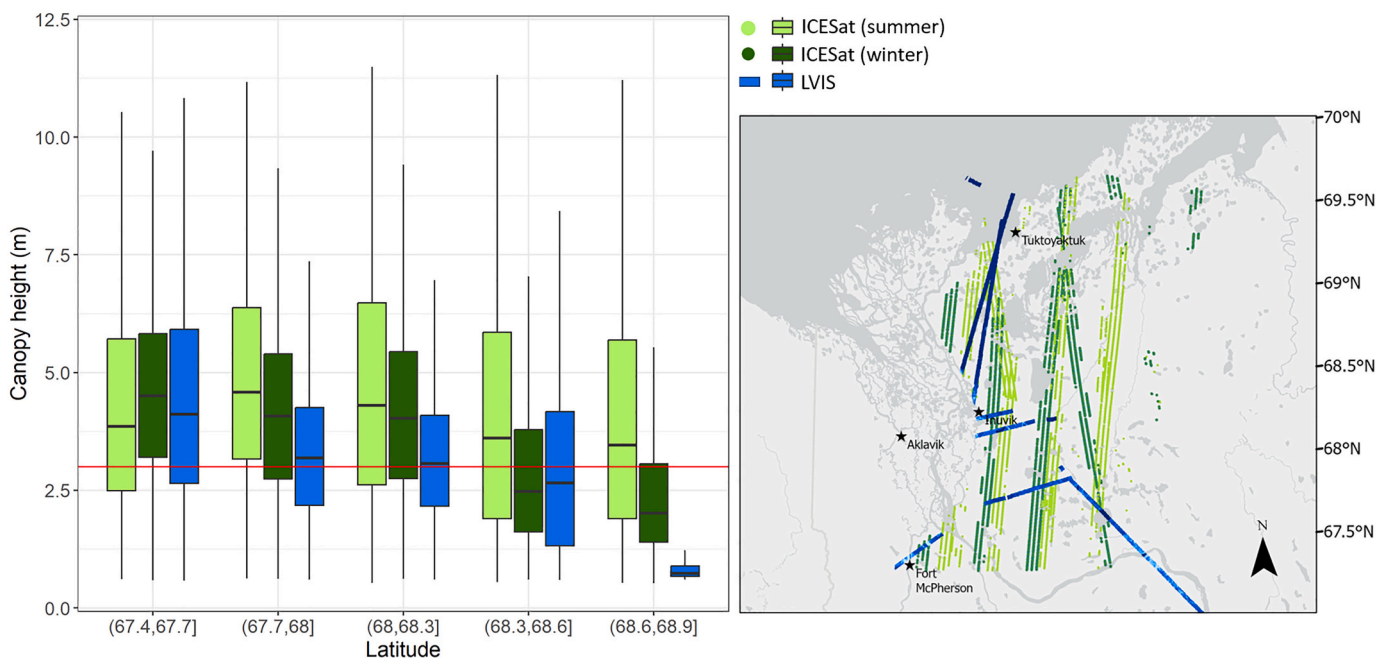 12.5
10.0
7.5
5.0
2.5
0.0
Canopy height (m)
(67.4,67.7]
(67.7,68]
(68,68.3]
(68.3,68.6]
(68.6,68.9]
Latitude
ICESat (summer)
ICESat (winter)
LVIS
70°N
69.5°N
69°N
68.5°N
68°N
67.5°N
Tuktoyaktuk
Inuvik
Aklavik
Fort
McPherson
N